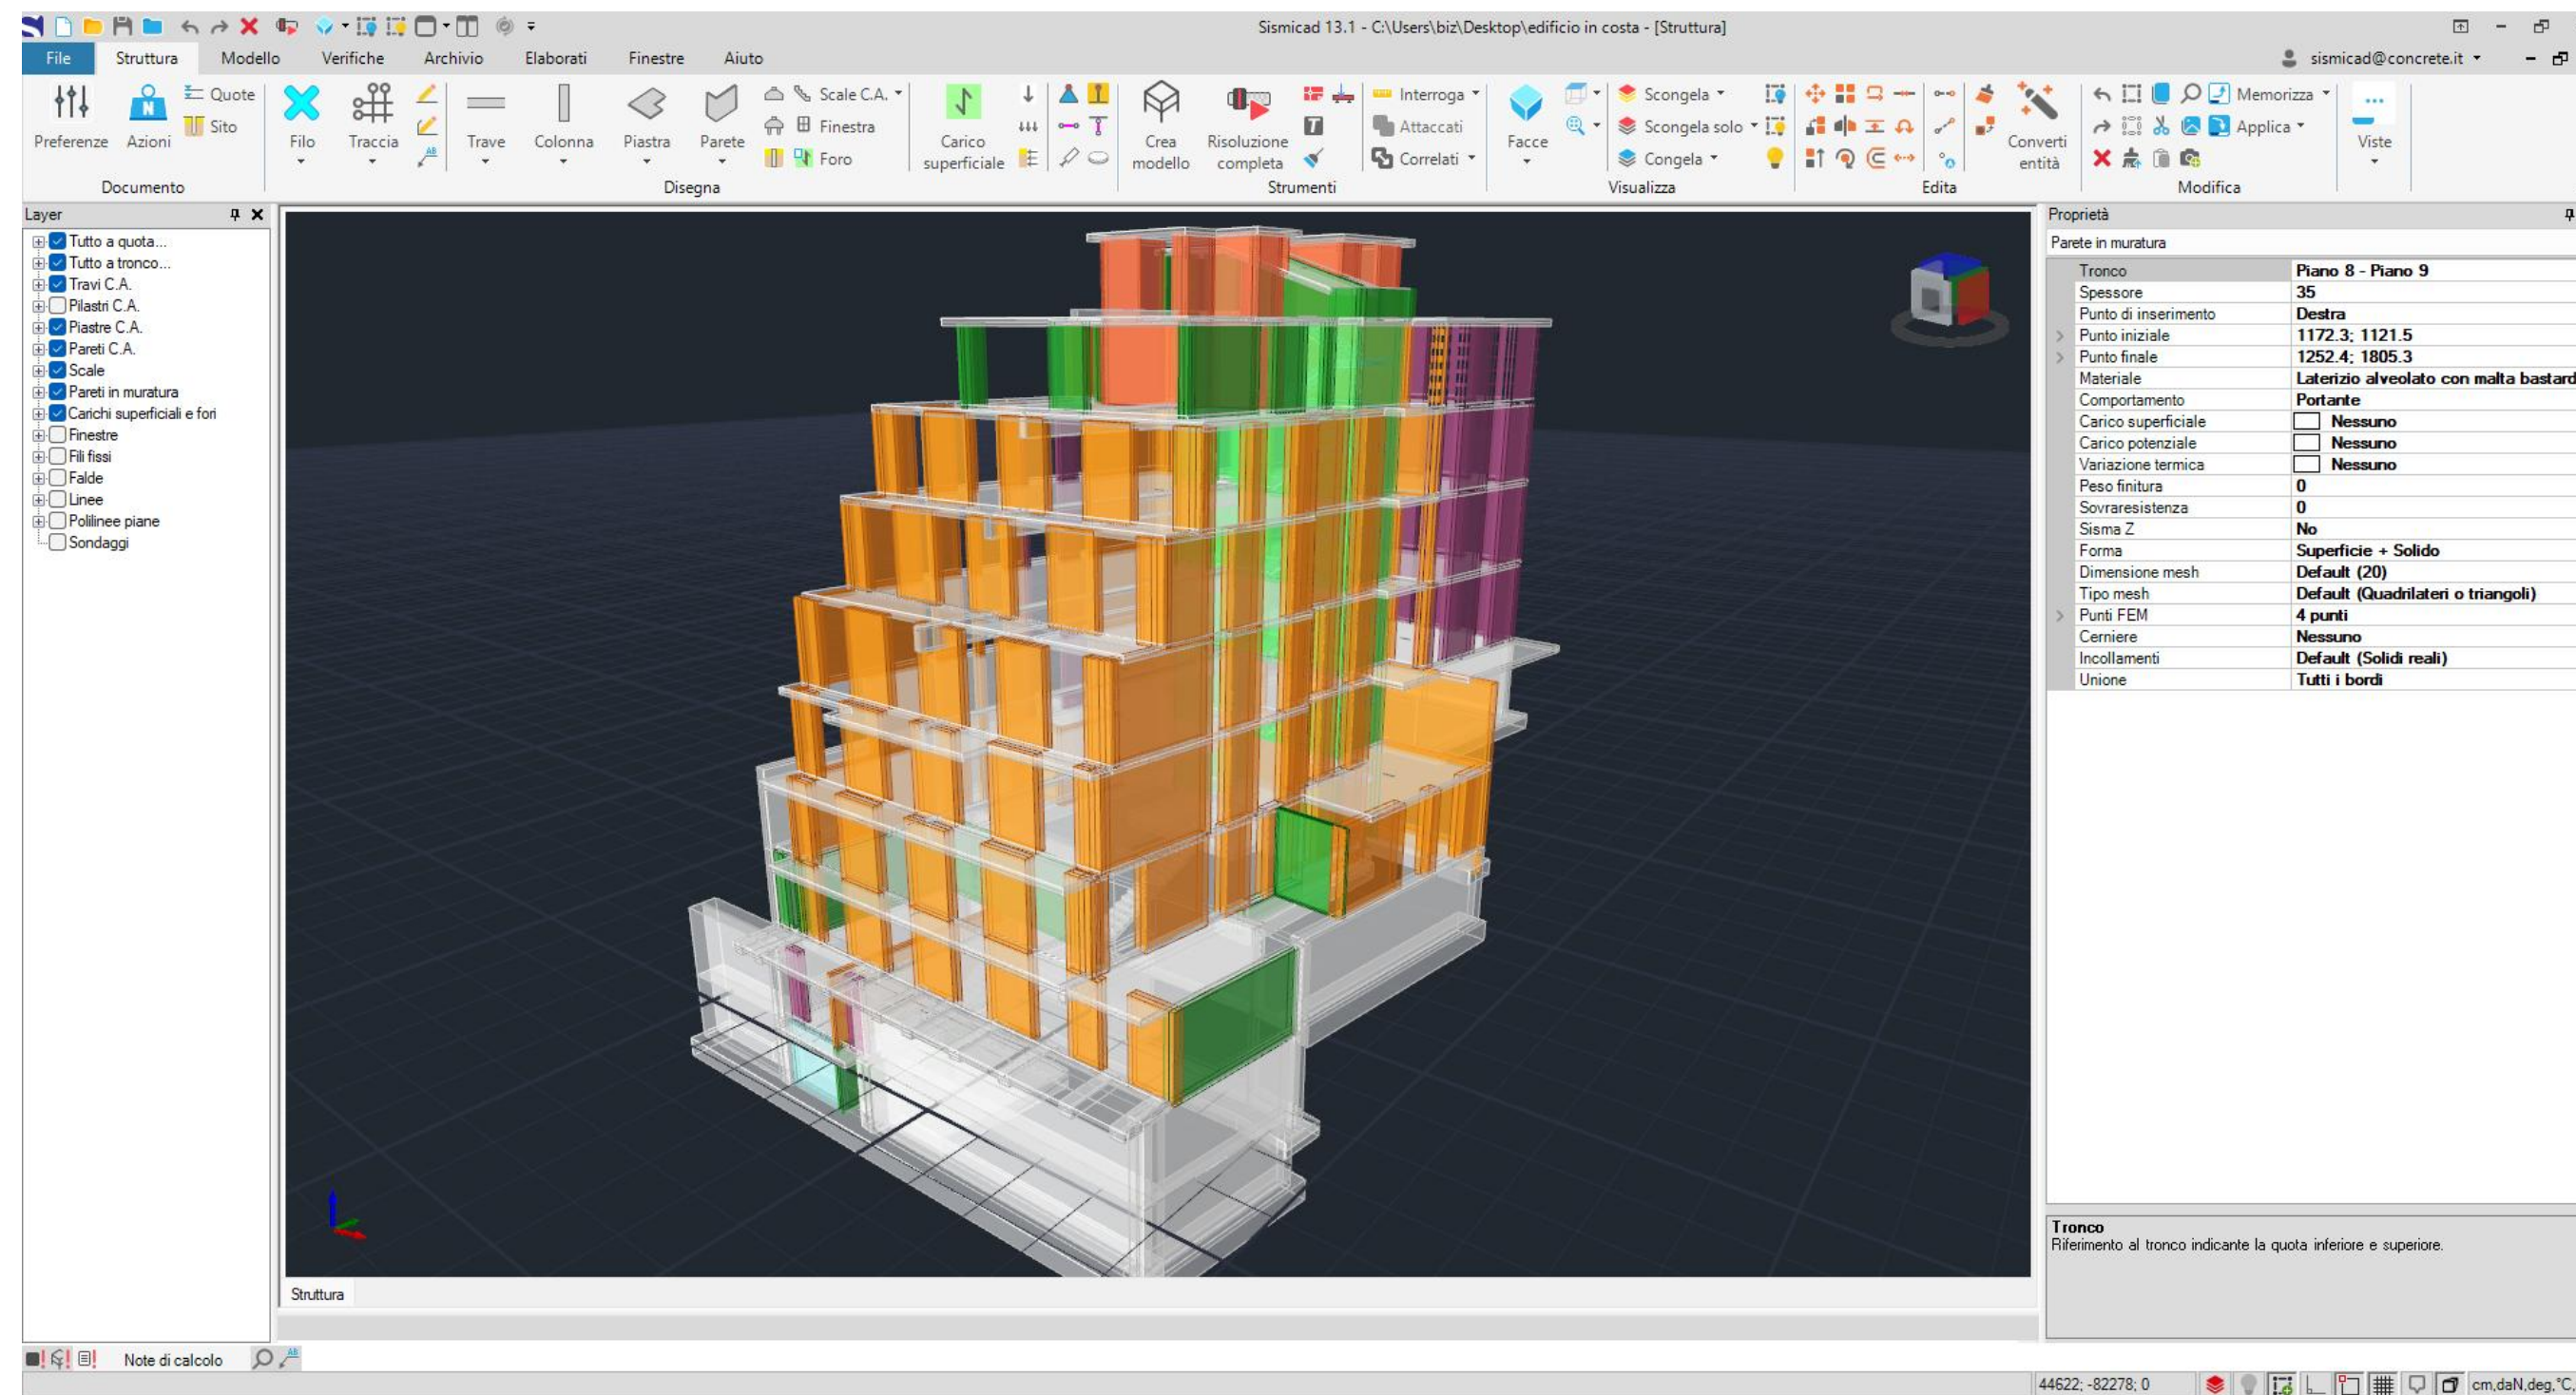 Sismicad 13.1 - C:\Users\biz\Desktop\edificio in costa - [Struttura]
File Struttura Modello Verifiche Archivio Elaborati Finestre Aiuto
sismicad@concrete.it
Preferenze
Azioni
Quote
Sito
Documento
Filo
Traccia
Trave
Colonna
Piastra
Parete
Scale C.A.
Finestra
Foro
Carico superficiale
Disegna
Crea modello
Risoluzione completa
Interroga
Attaccati
Correlati
Strumenti
Facce
Scongela
Scongela solo
Congela
Visualizza
Converti entità
Edita
Memorizza
Applica
Modifica
Viste
Layer
Tutto a quota...
Tutto a tronco...
Travi C.A.
Pilastri C.A.
Piastre C.A.
Pareti C.A.
Scale
Pareti in muratura
Carichi superficiali e fori
Finestre
Fili fissi
Falde
Linee
Polilinee piane
Sondaggi
Proprietà
Parete in muratura
Tronco Piano 8 - Piano 9
Spessore 35
Punto di inserimento Destra
Punto iniziale 1172.3; 1121.5
Punto finale 1252.4; 1805.3
Materiale Laterizio alveolato con malta bastard
Comportamento Portante
Carico superficiale Nessuno
Carico potenziale Nessuno
Variazione termica Nessuno
Peso finitura 0
Sovraresistenza 0
Sisma Z No
Forma Superficie + Solido
Dimensione mesh Default (20)
Tipo mesh Default (Quadrilateri o triangoli)
Punti FEM 4 punti
Cerniere Nessuno
Incollamenti Default (Solidi reali)
Unione Tutti i bordi
Tronco
Riferimento al tronco indicante la quota inferiore e superiore.
Struttura
Note di calcolo
44622; -82278; 0
cm,daN,deg,°C,